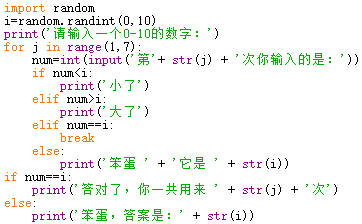 import random
i=random.randint(0,10)
print('请输入一个0-10的数字：')
for j in range(1,7):
    num=int(input('第'+ str(j) + '次你输入的是：'))
    if num<i:
        print('小了')
    elif num>i:
        print('大了')
    elif num==i:
        break
    else:
        print('笨蛋 ' + '它是 ' + str(i))
if num==i:
    print('答对了，你一共用来 ' + str(j) + '次')
else:
    print('笨蛋，答案是：' + str(i))